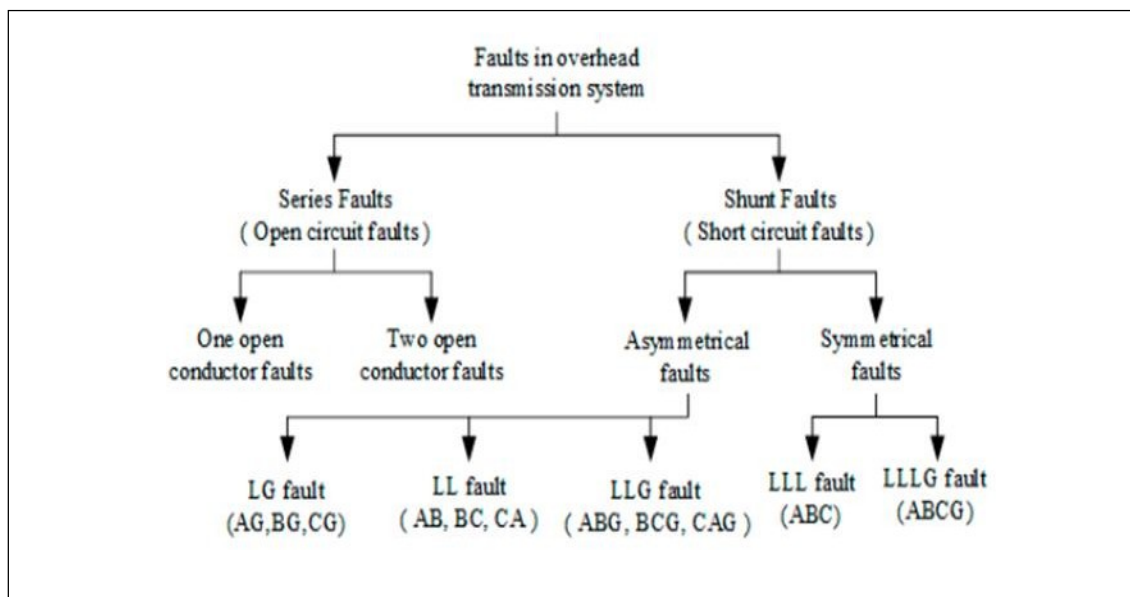 Faults in overhead
transmission system
Series Faults
( Open circuit faults )
Shunt Faults
( Short circuit faults )
One open
conductor faults
Two open
conductor faults
Asymmetrical
faults
Symmetrical
faults
LG fault
(AG,BG,CG)
LL fault
( AB, BC, CA )
LLG fault
( ABG, BCG, CAG )
LLL fault
(ABC)
LLLG fault
(ABCG)